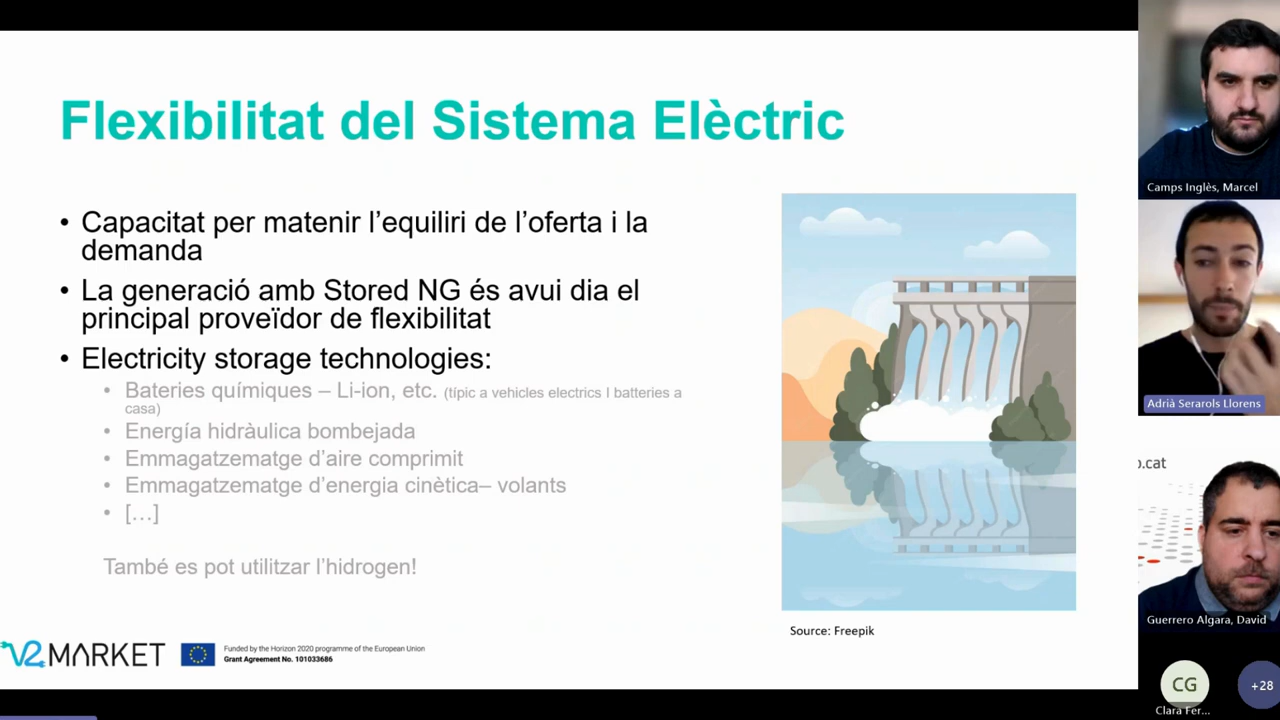 Flexibilitat del Sistema Elèctric
• Capacitat per matenir l’equiliri de l’oferta i la
demanda
• La generació amb Stored NG és avui dia el
principal proveïdor de flexibilitat
• Electricity storage technologies:
• Bateries químiques – Li-ion, etc. (típic a vehicles electrics I batteries a
casa)
• Energía hidràulica bombejada
• Emmagatzematge d’aire comprimit
• Emmagatzematge d’energia cinètica– volants
• […]
També es pot utilitzar l’hidrogen!
Source: Freepik
V2MARKET
Funded by the Horizon 2020 programme of the European Union
Grant Agreement No. 101033686
Camps Inglès, Marcel
Adrià Serarols Llorens
.cat
Guerrero Algara, David
CG
Clara Fer...
+28